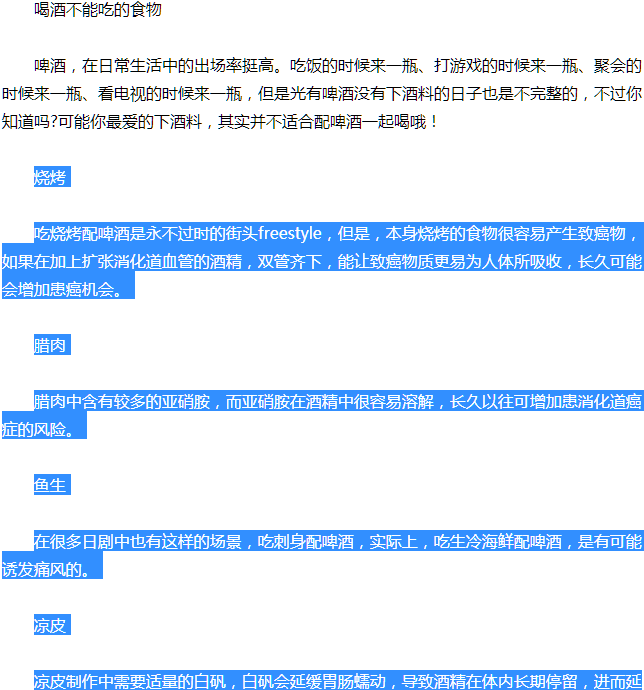 喝酒不能吃的食物
啤酒，在日常生活中的出场率挺高。吃饭的时候来一瓶、打游戏的时候来一瓶、聚会的
时候来一瓶、看电视的时候来一瓶，但是光有啤酒没有下酒料的日子也是不完整的，不过你
知道吗?可能你最爱的下酒料，其实并不适合配啤酒一起喝哦！
烧烤
吃烧烤配啤酒是永不过时的街头freestyle，但是，本身烧烤的食物很容易产生致癌物，
如果在加上扩张消化道血管的酒精，双管齐下，能让致癌物质更易为人体所吸收，长久可能
会增加患癌机会。
腊肉
腊肉中含有较多的亚硝胺，而亚硝胺在酒精中很容易溶解，长久以往可增加患消化道癌
症的风险。
鱼生
在很多日剧中也有这样的场景，吃刺身配啤酒，实际上，吃生冷海鲜配啤酒，是有可能
诱发痛风的。
凉皮
凉皮制作中需要适量的白矾，白矾会延缓胃肠蠕动，导致酒精在体内长期停留，进而延